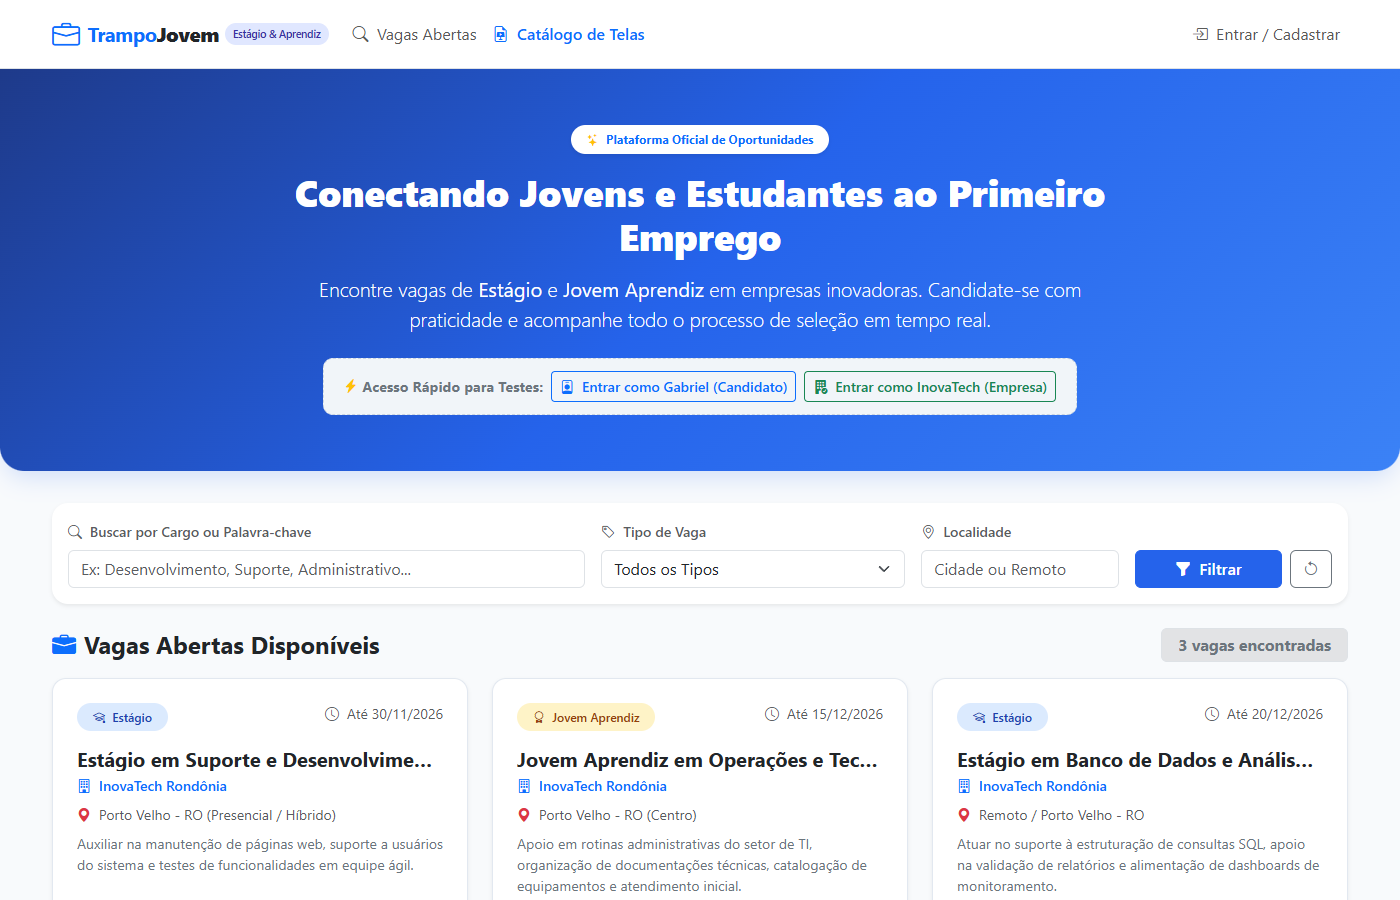 TrampoJovem Estágio & Aprendiz Vagas Abertas Catálogo de Telas Entrar / Cadastrar
Plataforma Oficial de Oportunidades
Conectando Jovens e Estudantes ao Primeiro
Emprego
Encontre vagas de Estágio e Jovem Aprendiz em empresas inovadoras. Candidate-se com
praticidade e acompanhe todo o processo de seleção em tempo real.
Acesso Rápido para Testes: Entrar como Gabriel (Candidato) Entrar como InovaTech (Empresa)
Buscar por Cargo ou Palavra-chave Tipo de Vaga Localidade
Ex: Desenvolvimento, Suporte, Administrativo... Todos os Tipos Cidade ou Remoto Filtrar
Vagas Abertas Disponíveis 3 vagas encontradas
Estágio Até 30/11/2026
Estágio em Suporte e Desenvolvime...
InovaTech Rondônia
Porto Velho - RO (Presencial / Híbrido)
Auxiliar na manutenção de páginas web, suporte a usuários
do sistema e testes de funcionalidades em equipe ágil.
Jovem Aprendiz Até 15/12/2026
Jovem Aprendiz em Operações e Tec...
InovaTech Rondônia
Porto Velho - RO (Centro)
Apoio em rotinas administrativas do setor de TI,
organização de documentações técnicas, catalogação de
equipamentos e atendimento inicial.
Estágio Até 20/12/2026
Estágio em Banco de Dados e Anális...
InovaTech Rondônia
Remoto / Porto Velho - RO
Atuar no suporte à estruturação de consultas SQL, apoio
na validação de relatórios e alimentação de dashboards de
monitoramento.